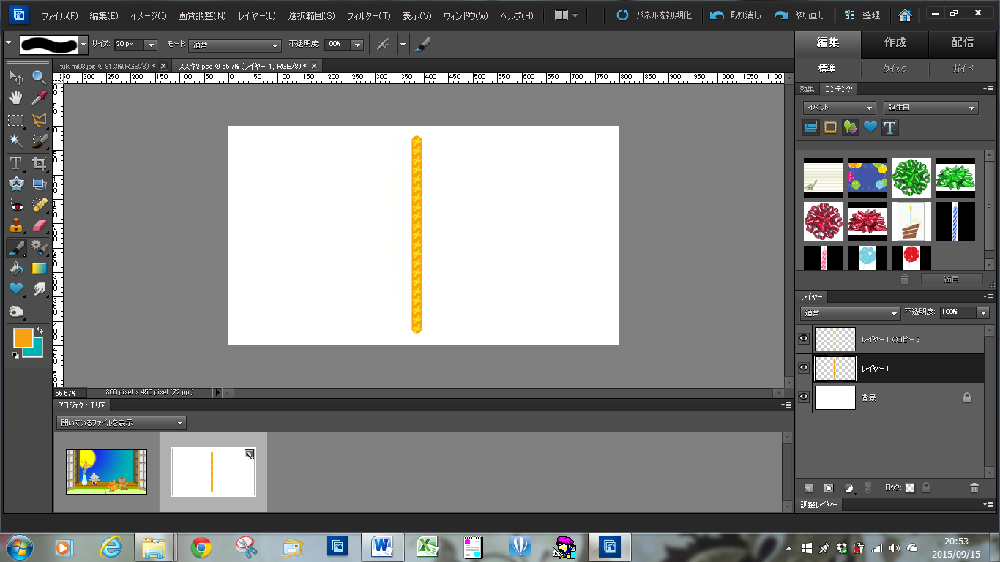 ファイル(F) 編集(E) イメージ(I) 画質調整(N) レイヤー(L) 選択範囲(S) フィルター(T) 表示(V) ウィンドウ(W) ヘルプ(H) パネルを初期化 取り消し やり直し 整理
サイズ: 20 px モード 通常 不透明度: 100%
編集 作成 配信
標準 クイック ガイド
tukimi03.jpg @ 81.3%(RGB/8) * ススキ2.psd @ 66.7% (レイヤー 1, RGB/8) *
300 250 200 150 100 50 0 50 100 150 200 250 300 350 400 450 500 550 600 650 700 750 800 850 900 950 1000 1050 1100
効果 コンテンツ
イベント 誕生日
適用
レイヤー
通常 不透明度: 100%
レイヤー 1 のコピー 3
レイヤー 1
背景
66.67% 800 pixel x 450 pixel (72 ppi)
プロジェクトエリア
開いているファイルを表示
ロック:
調整レイヤー
20:53
2015/09/15